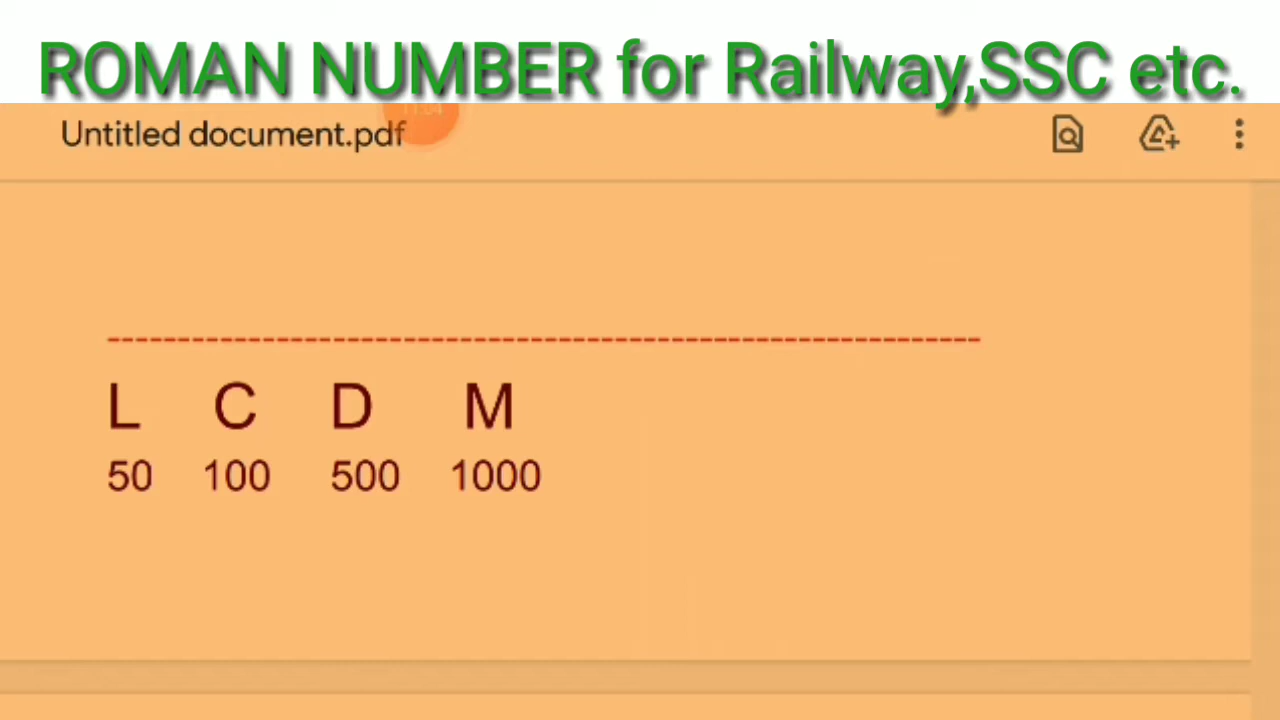 ROMAN NUMBER for Railway,SSC etc.
Untitled document.pdf
--------------------------------------------------------------
L C D M
50 100 500 1000